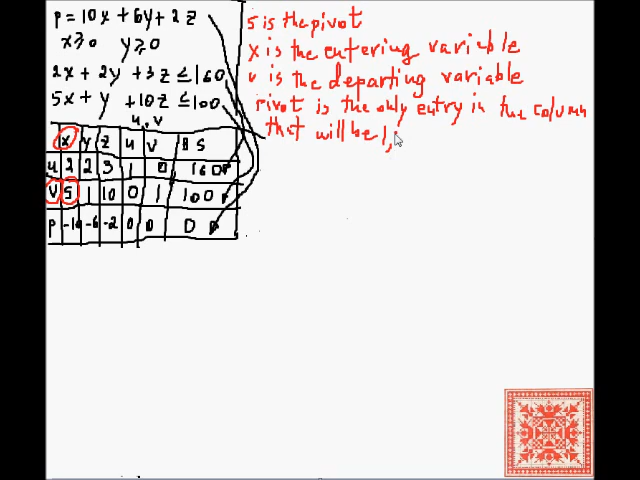 p = 10x + 6y + 2z
x ≥ 0 y ≥ 0
2x + 2y + 3z ≤ 160
5x + y + 10z ≤ 100
u, v
x y z u v BS
u 2 2 3 1 0 160
v 5 1 10 0 1 100
p -10 -6 -2 0 0 0
5 is the pivot
x is the entering variable
v is the departing variable
Pivot is the only entry in the column
that will be 1,